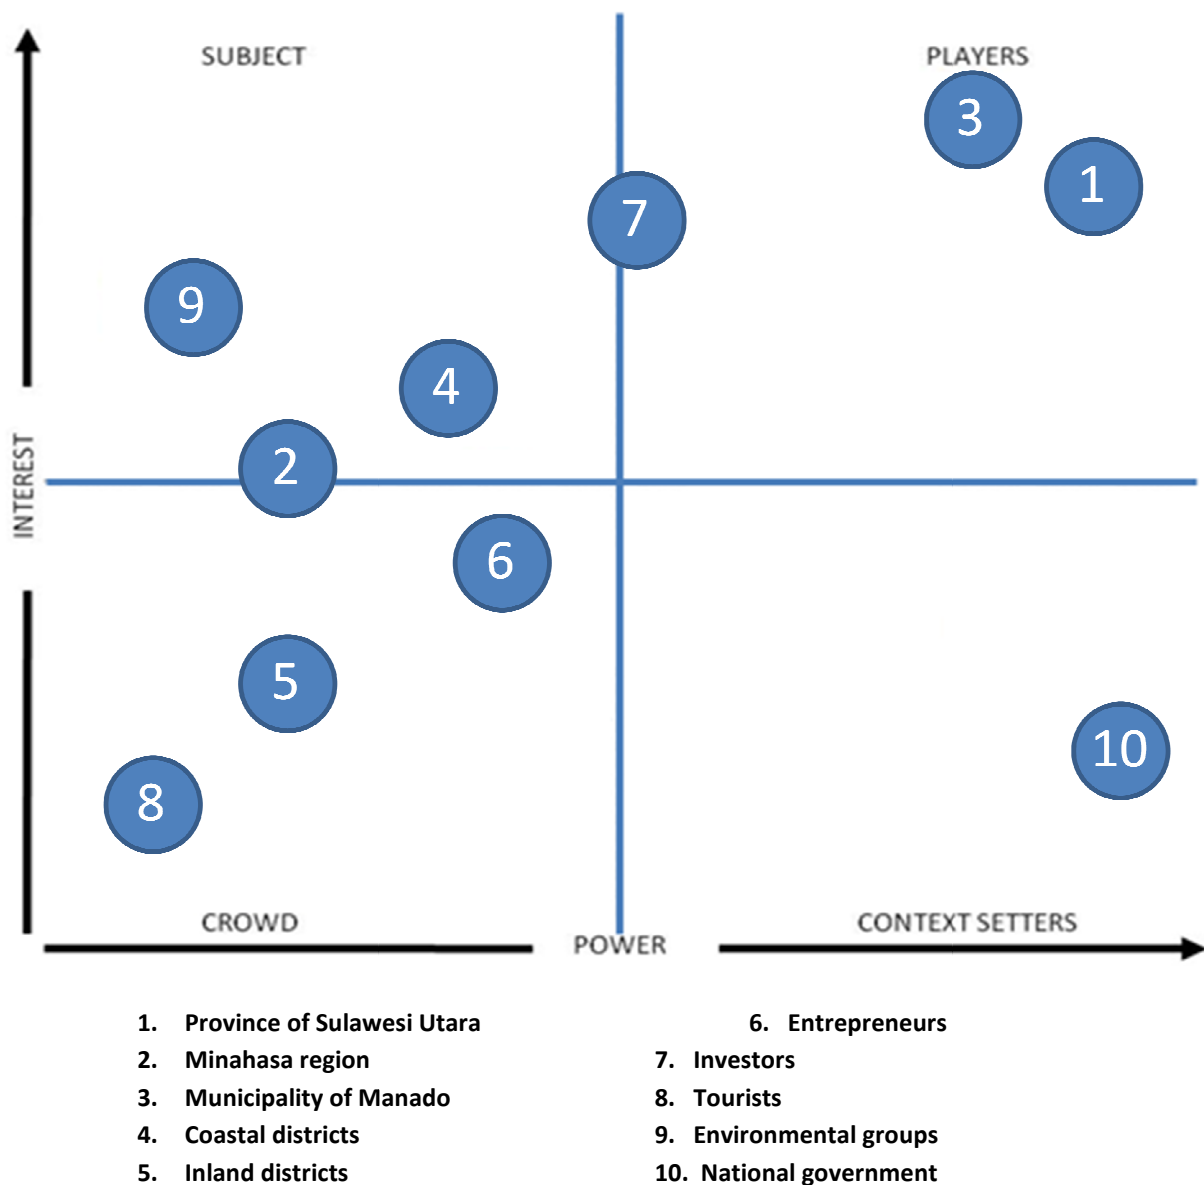 SUBJECT
PLAYERS
3
1
7
9
4
2
INTEREST
6
5
10
8
CROWD
CONTEXT SETTERS
POWER
1. Province of Sulawesi Utara
2. Minahasa region
3. Municipality of Manado
4. Coastal districts
5. Inland districts
6. Entrepreneurs
7. Investors
8. Tourists
9. Environmental groups
10. National government